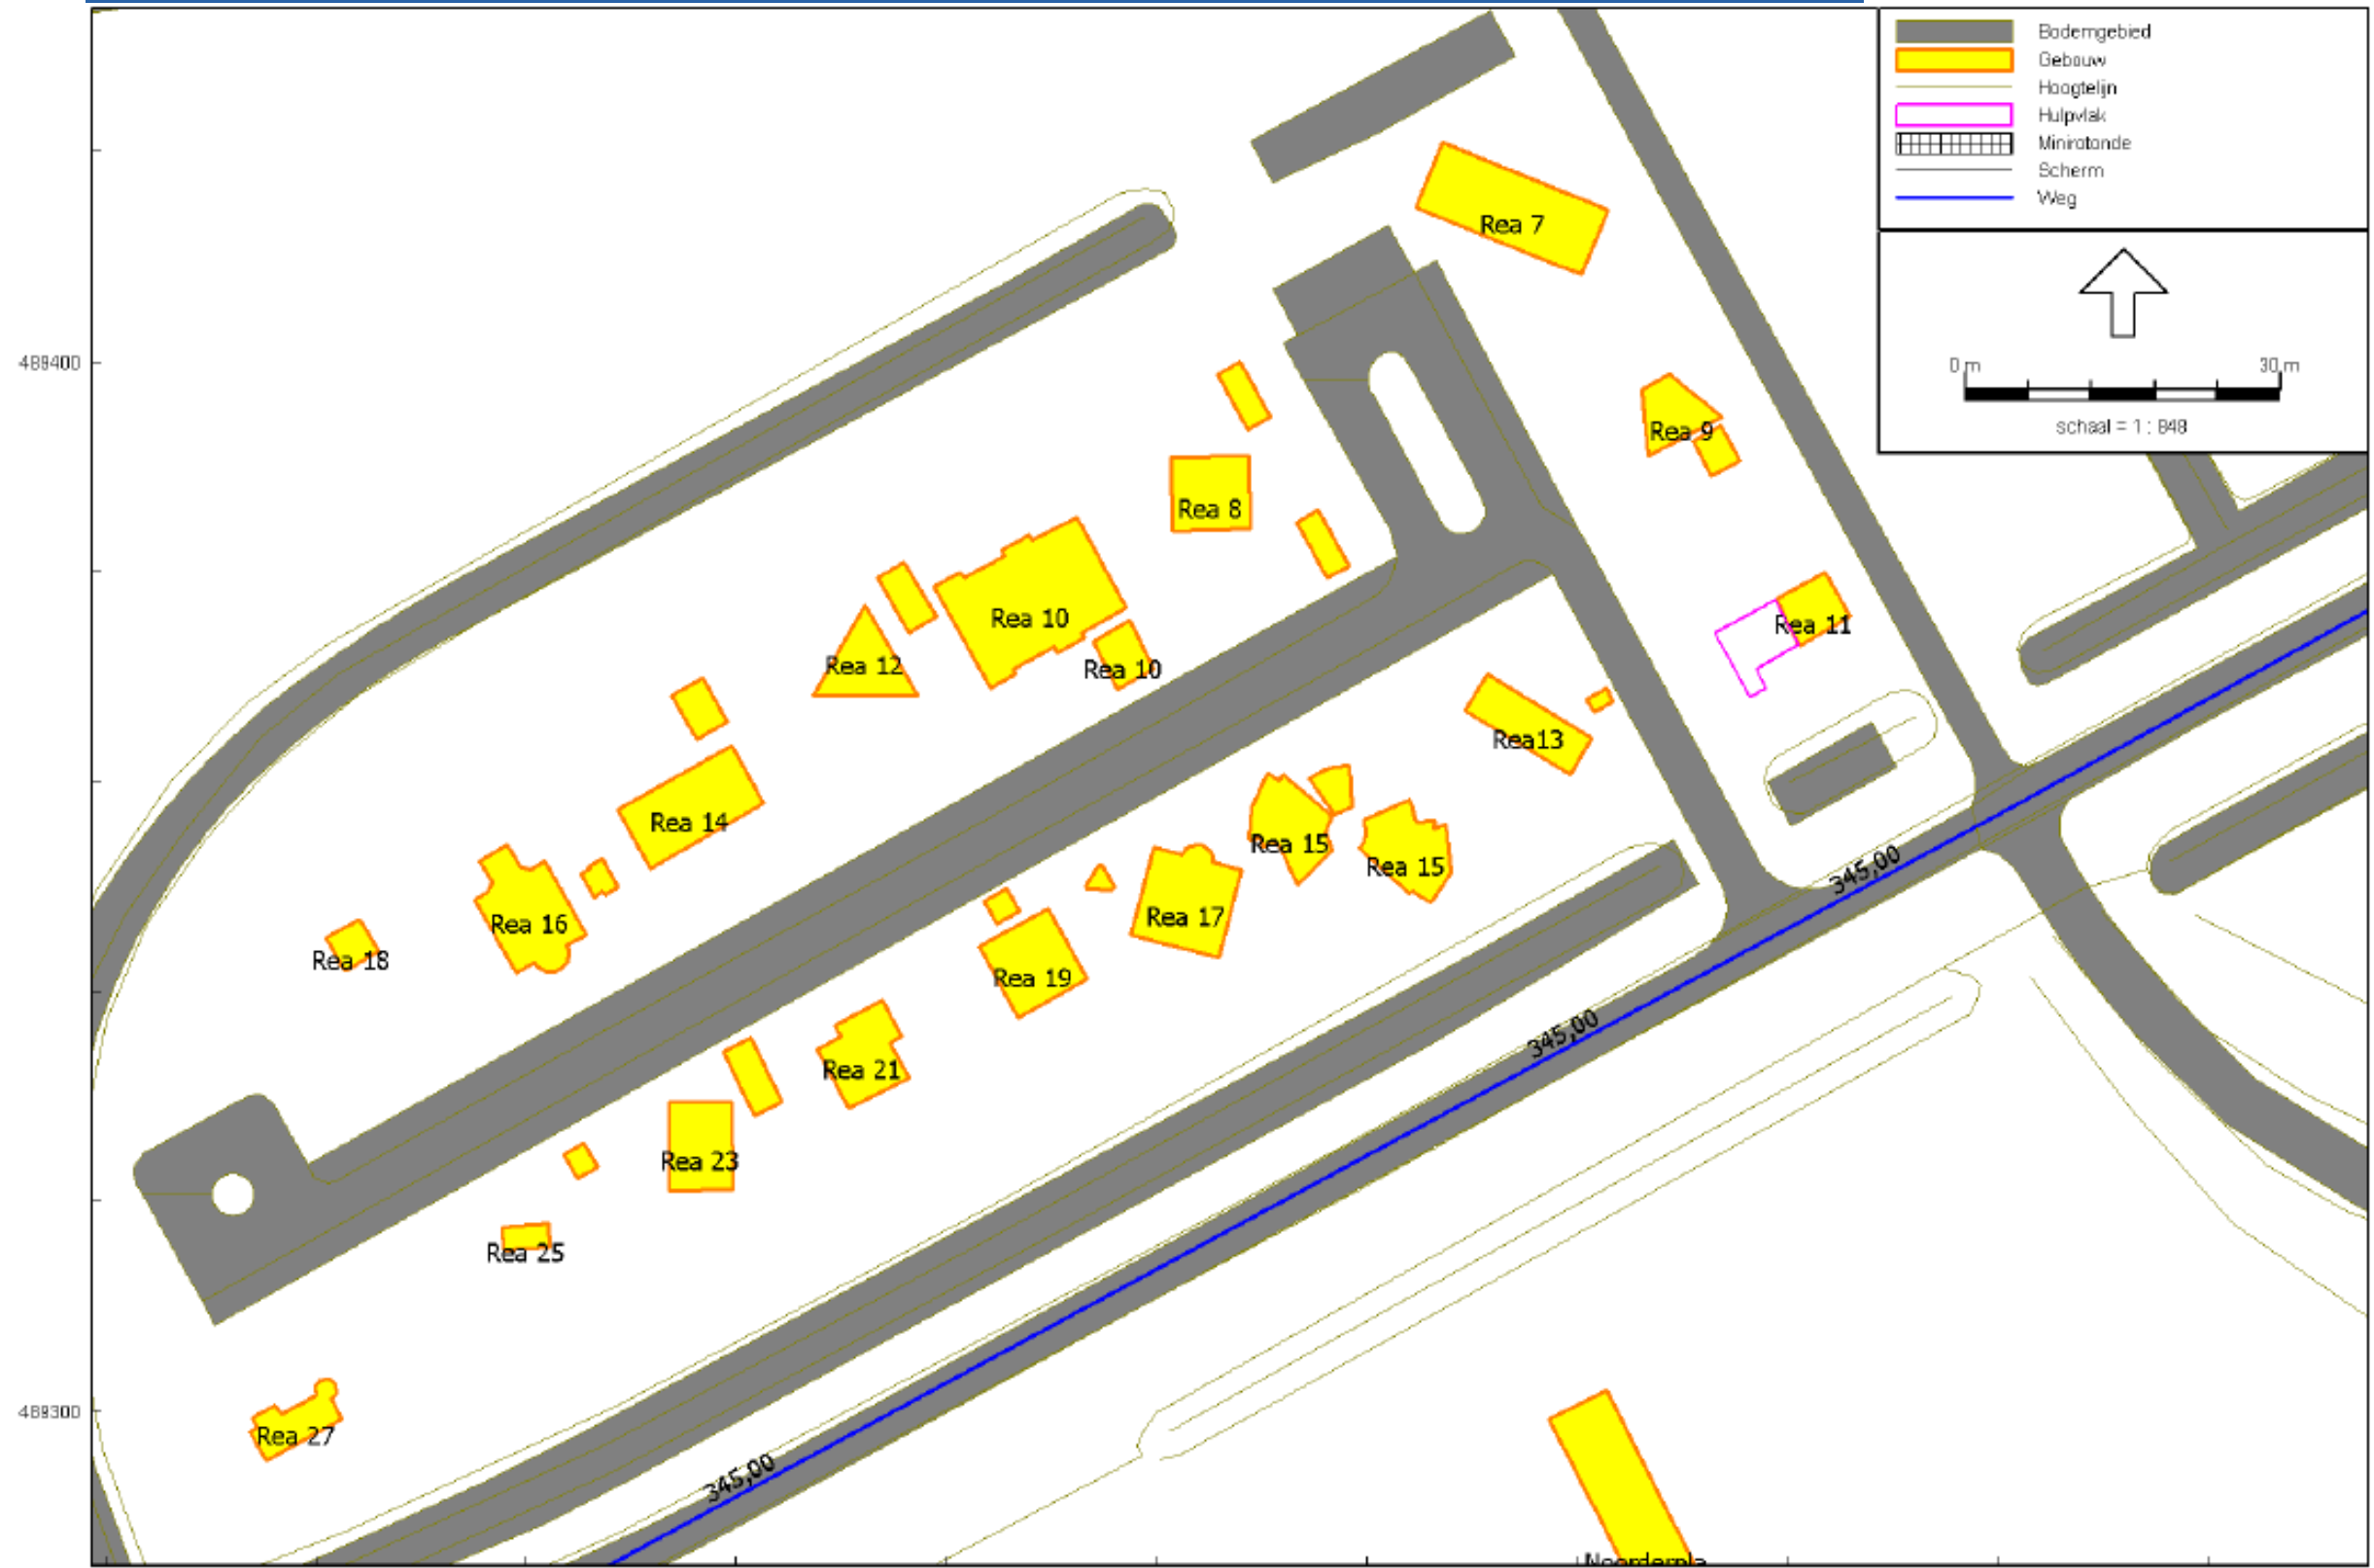 Bodemgebied
Gebouw
Hoogtelijn
Hulpvlak
Minirotonde
Scherm
Weg
0 m 30 m
schaal = 1 : 848
489400
489300
Rea 7
Rea 9
Rea 8
Rea 10
Rea 11
Rea 12
Rea 10
Rea13
Rea 14
Rea 15
Rea 15
Rea 16
Rea 17
Rea 18
Rea 19
345,00
345,00
Rea 21
Rea 23
Rea 25
Rea 27
345,00
Noorderpla